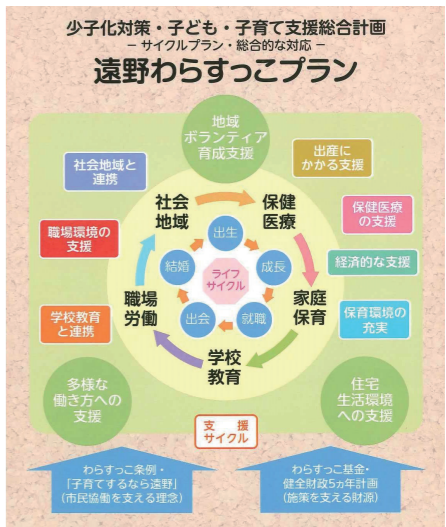 少子化対策・子ども・子育て支援総合計画
− サイクルプラン・総合的な対応 −
遠野わらすっこプラン
地域
ボランティア
育成支援
社会地域と
連携
出産に
かかる支援
社会
地域
保健
医療
保健医療
の支援
職場環境の
支援
出生
結婚
成長
ライフ
サイクル
経済的な支援
職場
労働
家庭
保育
学校教育
と連携
出会
就職
保育環境の
充実
学校
教育
多様な
働き方への
支援
住宅
生活環境
への支援
支 援
サイクル
わらすっこ条例・
「子育てするなら遠野」
(市民協働を支える理念)
わらすっこ基金・
健全財政5ヵ年計画
(施策を支える財源)